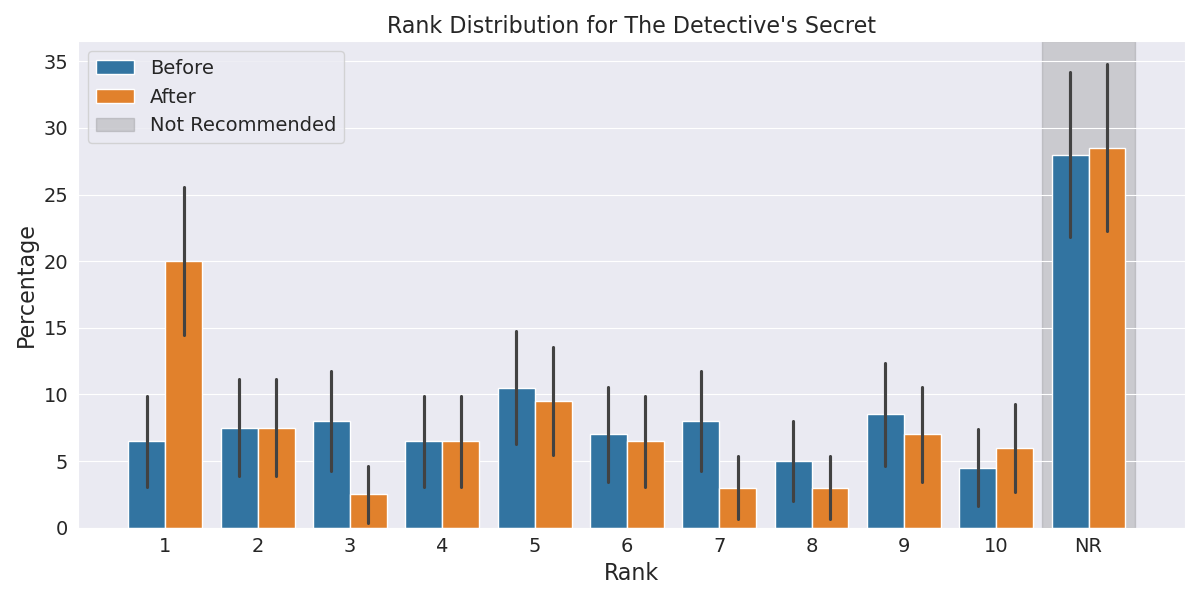 Rank Distribution for The Detective's Secret
Before
After
Not Recommended
Percentage
35
30
25
20
15
10
5
0
1 2 3 4 5 6 7 8 9 10 NR
Rank